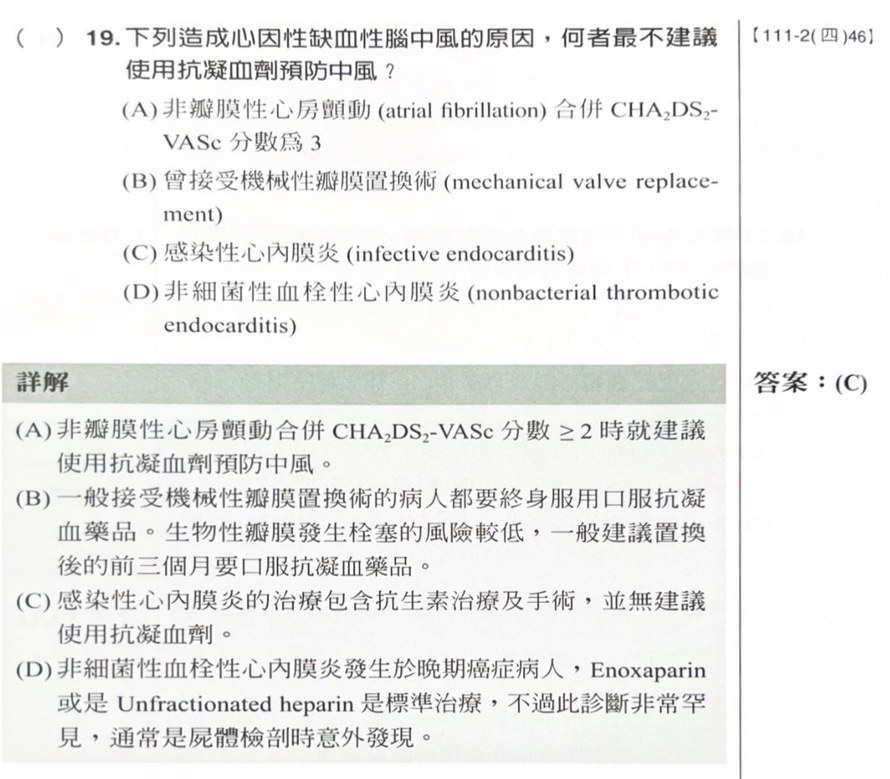 ( ) 19. 下列造成心因性缺血性腦中風的原因，何者最不建議
使用抗凝血劑預防中風？
【111-2(四)46】
(A) 非瓣膜性心房顫動 (atrial fibrillation) 合併 CHA₂DS₂-
VASc 分數爲 3
(B) 曾接受機械性瓣膜置換術 (mechanical valve replace-
ment)
(C) 感染性心內膜炎 (infective endocarditis)
(D) 非細菌性血栓性心內膜炎 (nonbacterial thrombotic
endocarditis)
詳解
答案：(C)
(A) 非瓣膜性心房顫動合併 CHA₂DS₂-VASc 分數 ≥ 2 時就建議
使用抗凝血劑預防中風。
(B) 一般接受機械性瓣膜置換術的病人都要終身服用口服抗凝
血藥品。生物性瓣膜發生栓塞的風險較低，一般建議置換
後的前三個月要口服抗凝血藥品。
(C) 感染性心內膜炎的治療包含抗生素治療及手術，並無建議
使用抗凝血劑。
(D) 非細菌性血栓性心內膜炎發生於晚期癌症病人，Enoxaparin
或是 Unfractionated heparin 是標準治療，不過此診斷非常罕
見，通常是屍體檢剖時意外發現。